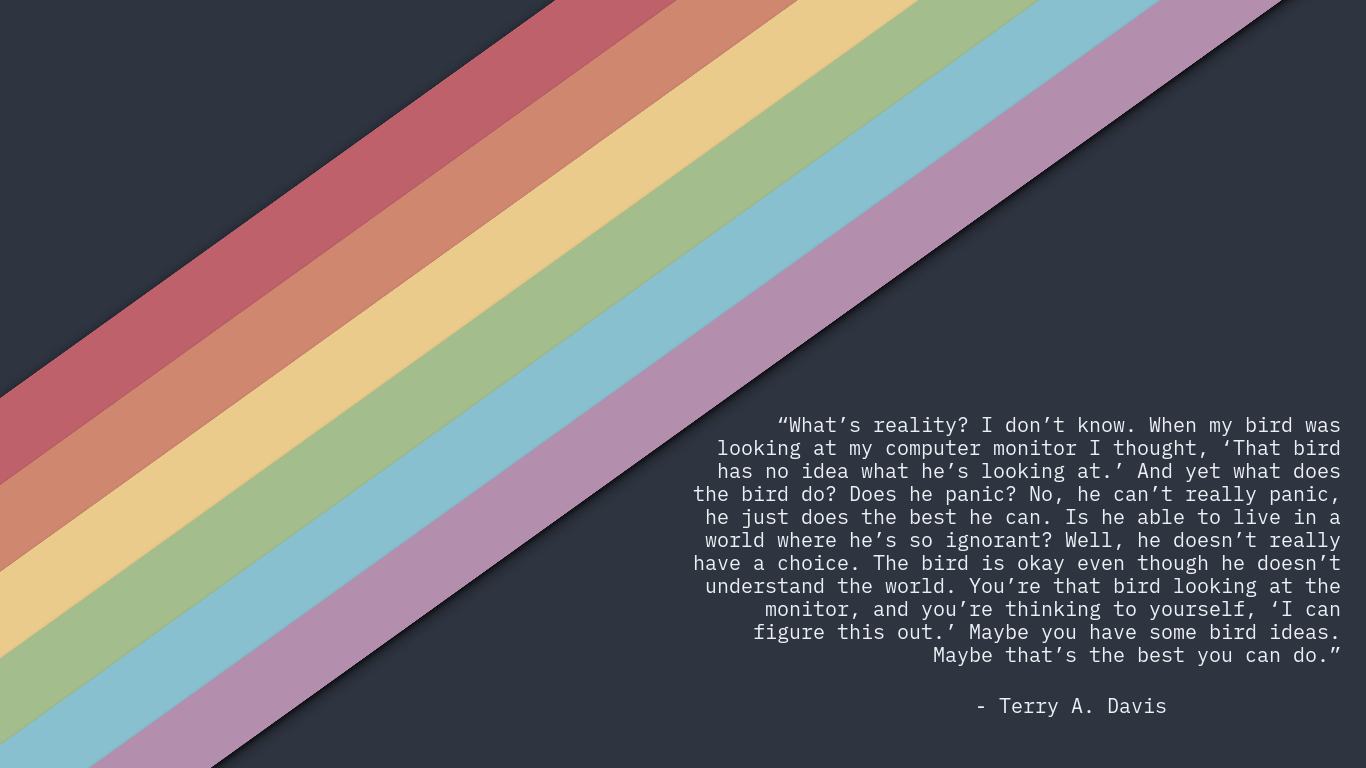 “What’s reality? I don’t know. When my bird was
looking at my computer monitor I thought, ‘That bird
has no idea what he’s looking at.’ And yet what does
the bird do? Does he panic? No, he can’t really panic,
he just does the best he can. Is he able to live in a
world where he’s so ignorant? Well, he doesn’t really
have a choice. The bird is okay even though he doesn’t
understand the world. You’re that bird looking at the
monitor, and you’re thinking to yourself, ‘I can
figure this out.’ Maybe you have some bird ideas.
Maybe that’s the best you can do.”
- Terry A. Davis